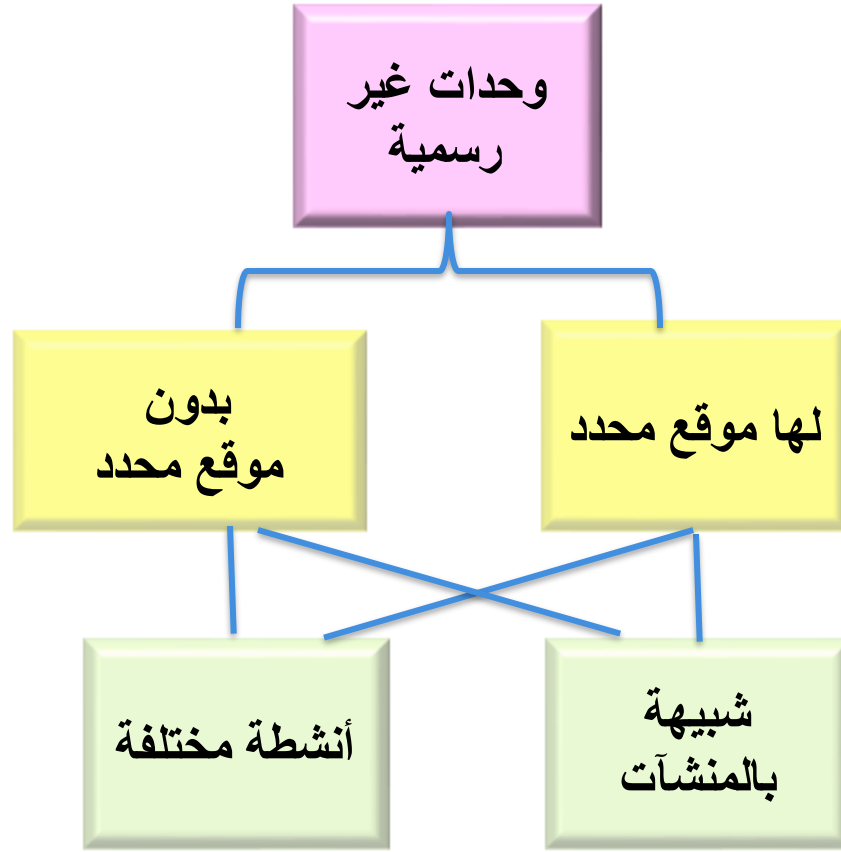 وحدات غير
رسمية
لها موقع محدد
بدون
موقع محدد
شبيهة
بالمنشآت
أنشطة مختلفة